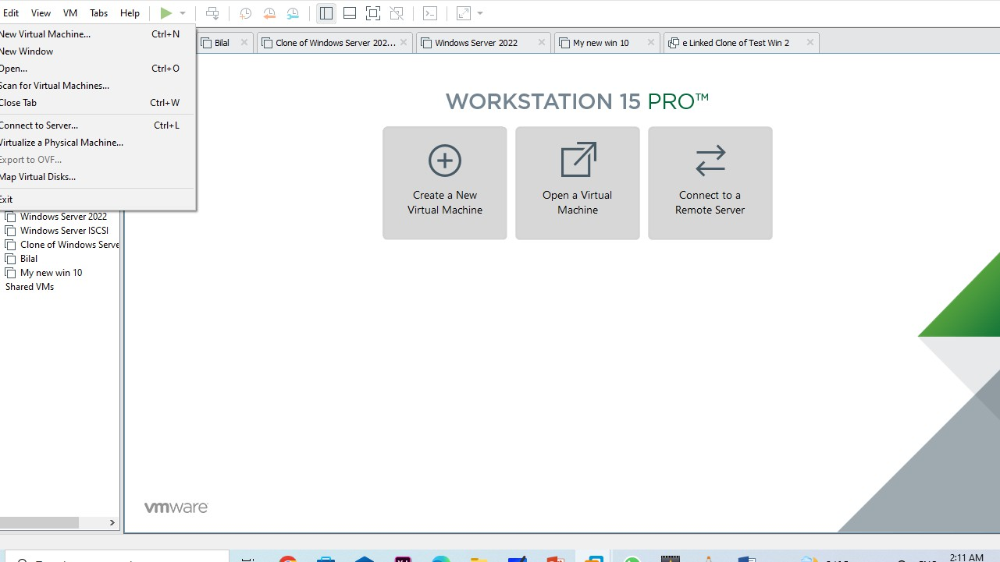 Edit View VM Tabs Help
New Virtual Machine... Ctrl+N
New Window
Open... Ctrl+O
Scan for Virtual Machines...
Close Tab Ctrl+W
Connect to Server... Ctrl+L
Virtualize a Physical Machine...
Export to OVF...
Map Virtual Disks...
Exit
Bilal
Clone of Windows Server 202...
Windows Server 2022
My new win 10
e Linked Clone of Test Win 2
WORKSTATION 15 PRO™
Create a New
Virtual Machine
Open a Virtual
Machine
Connect to a
Remote Server
Windows Server 2022
Windows Server ISCSI
Clone of Windows Serve
Bilal
My new win 10
Shared VMs
vmware
2:11 AM